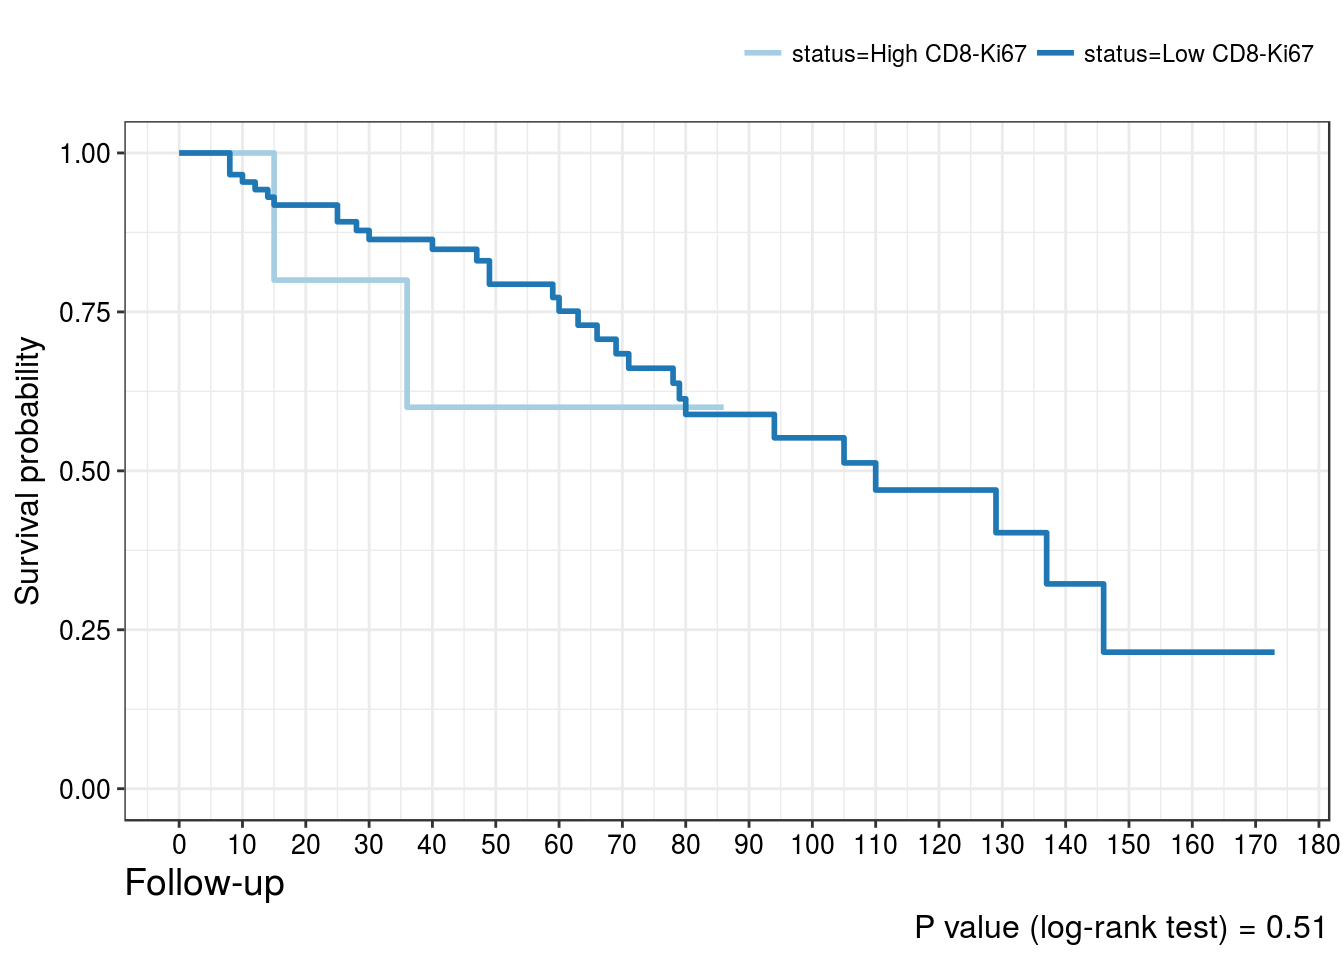 status=High CD8-Ki67 status=Low CD8-Ki67
1.00
0.75
0.50
0.25
0.00
Survival probability
0 10 20 30 40 50 60 70 80 90 100 110 120 130 140 150 160 170 180
Follow-up
P value (log-rank test) = 0.51